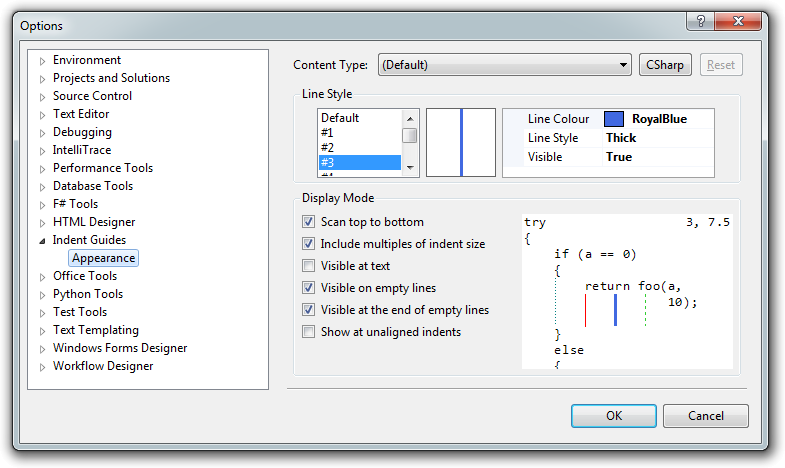 Options
Environment
Projects and Solutions
Source Control
Text Editor
Debugging
IntelliTrace
Performance Tools
Database Tools
F# Tools
HTML Designer
Indent Guides
Appearance
Office Tools
Python Tools
Test Tools
Text Templating
Windows Forms Designer
Workflow Designer
Content Type: (Default) CSharp Reset
Line Style
Default
#1
#2
#3
Line Colour RoyalBlue
Line Style Thick
Visible True
Display Mode
Scan top to bottom
Include multiples of indent size
Visible at text
Visible on empty lines
Visible at the end of empty lines
Show at unaligned indents
try 3, 7.5
{
if (a == 0)
{
return foo(a,
10);
}
else
{
OK Cancel